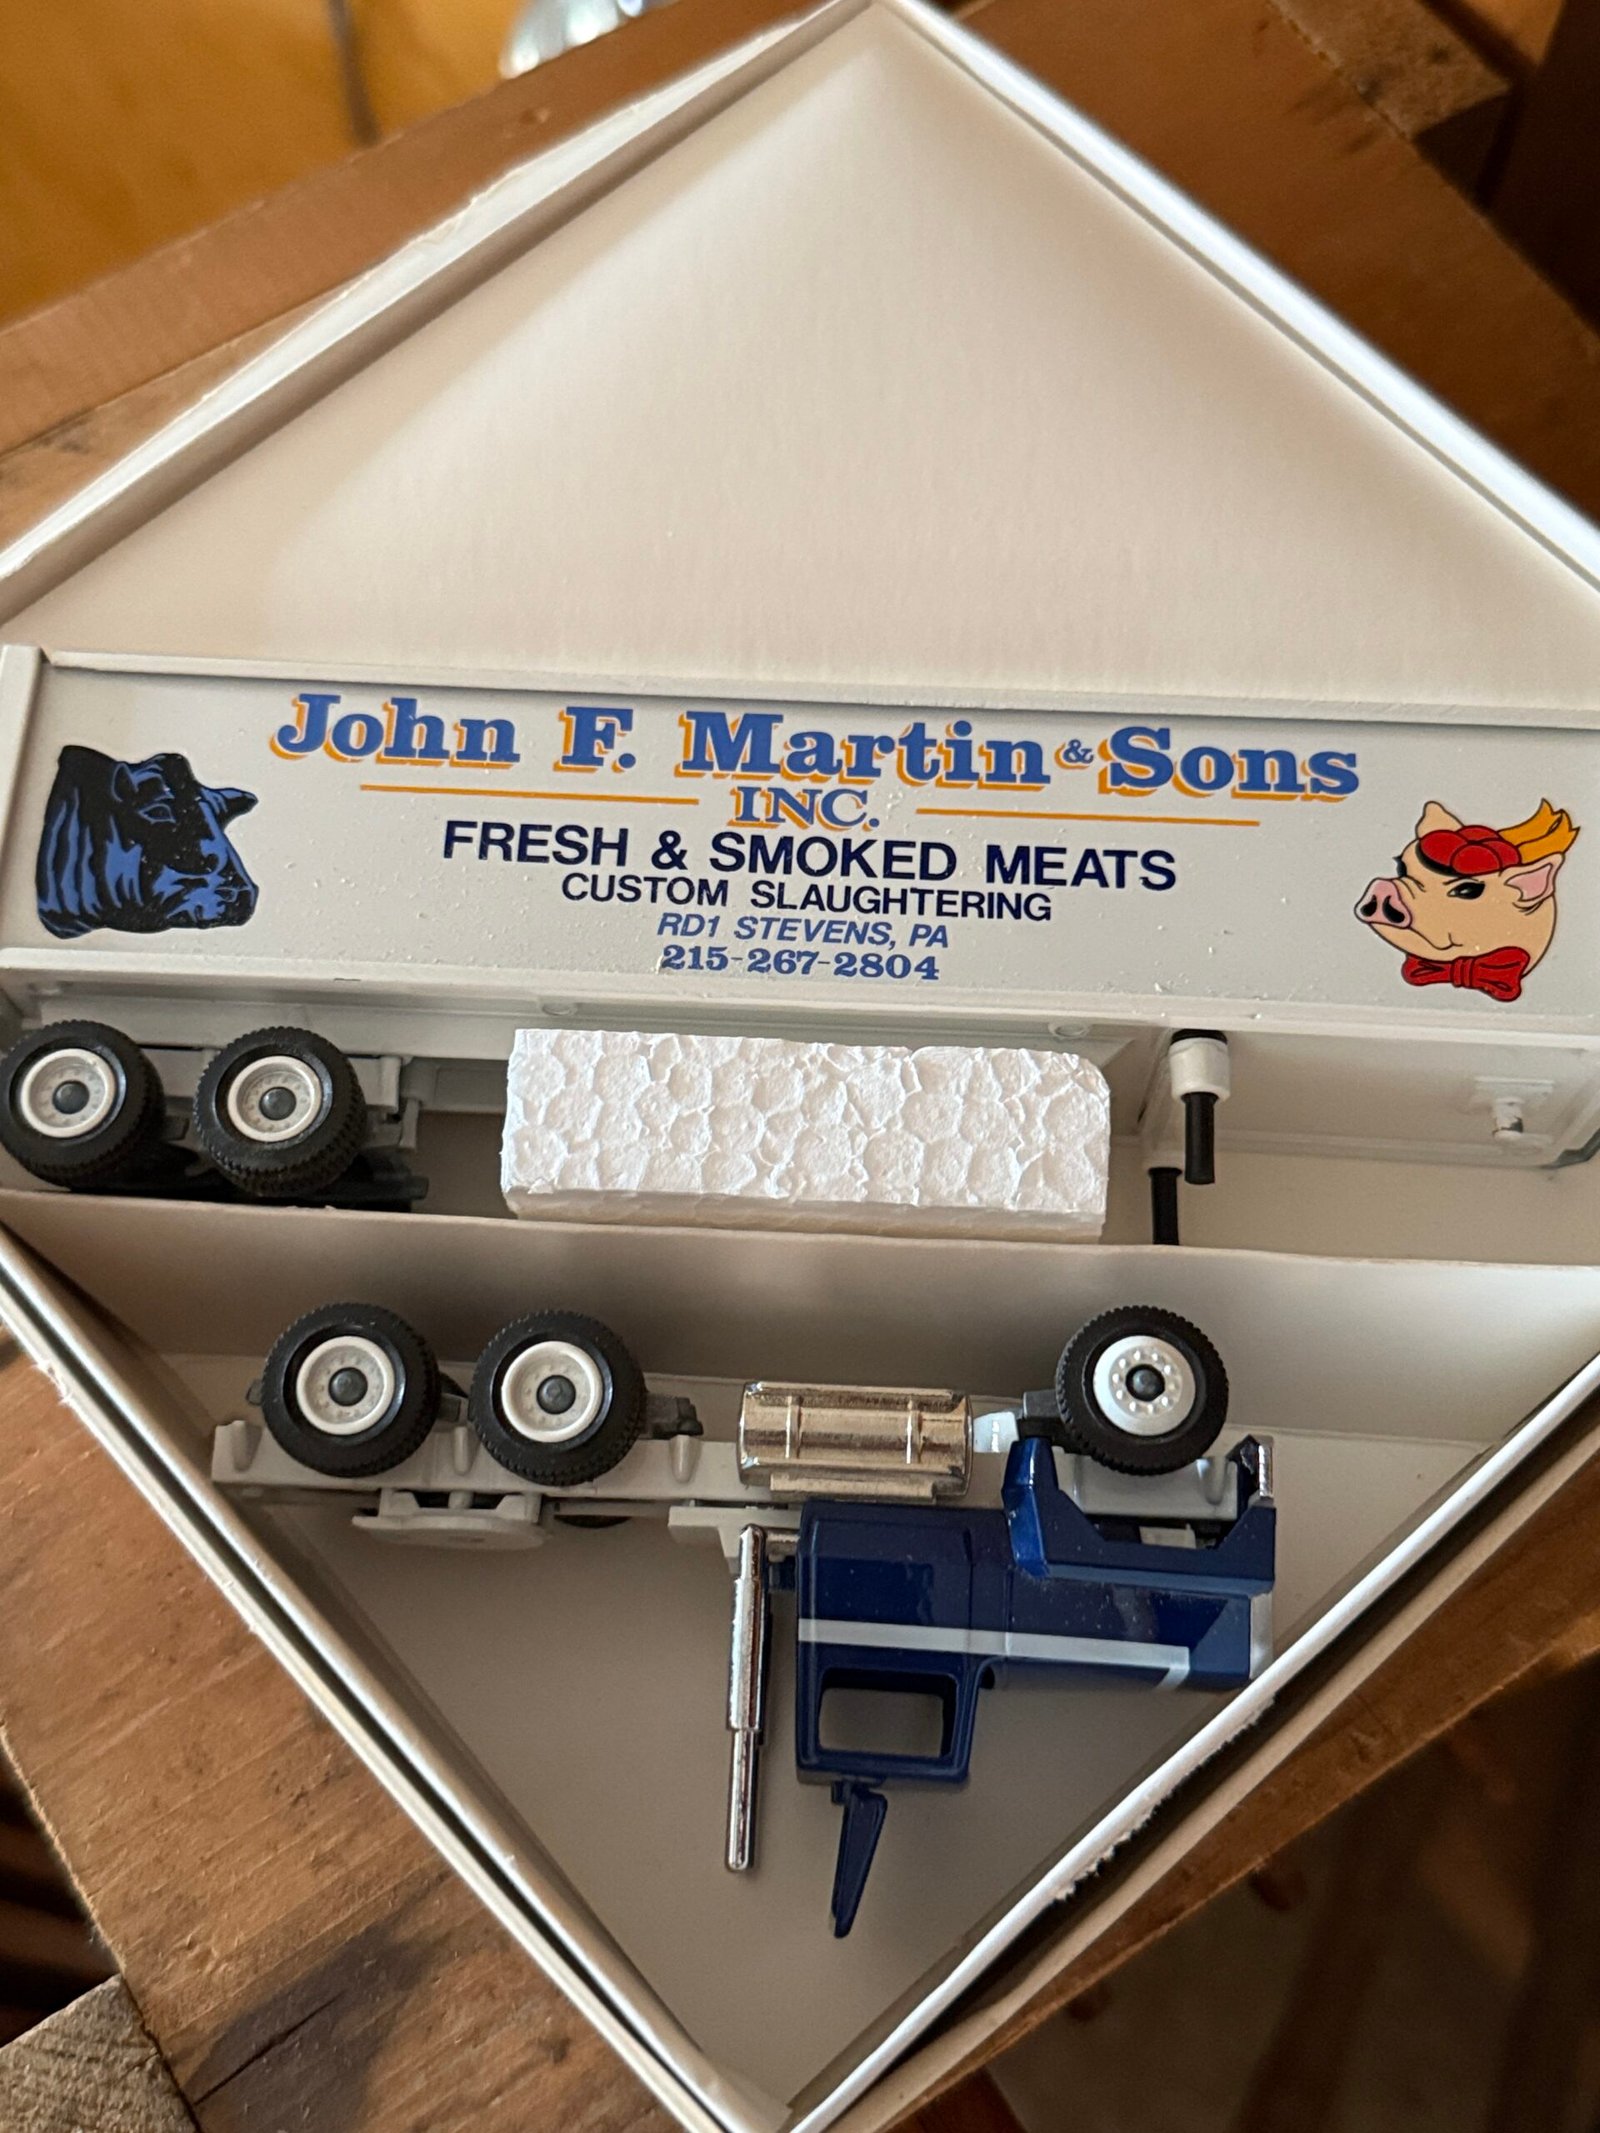 John F. Martin & Sons
INC.
FRESH & SMOKED MEATS
CUSTOM SLAUGHTERING
RD1 STEVENS, PA
215-267-2804